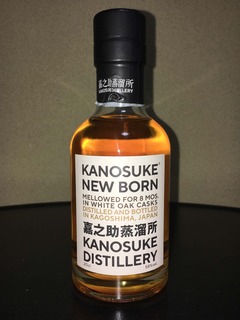 嘉之助蒸溜所
KANOSUKE DISTILLERY
KANOSUKE
NEW BORN
MELLOWED FOR 8 MOS.
IN WHITE OAK CASKS
DISTILLED AND BOTTLED
IN KAGOSHIMA, JAPAN
嘉之助蒸溜所
KANOSUKE
DISTILLERY